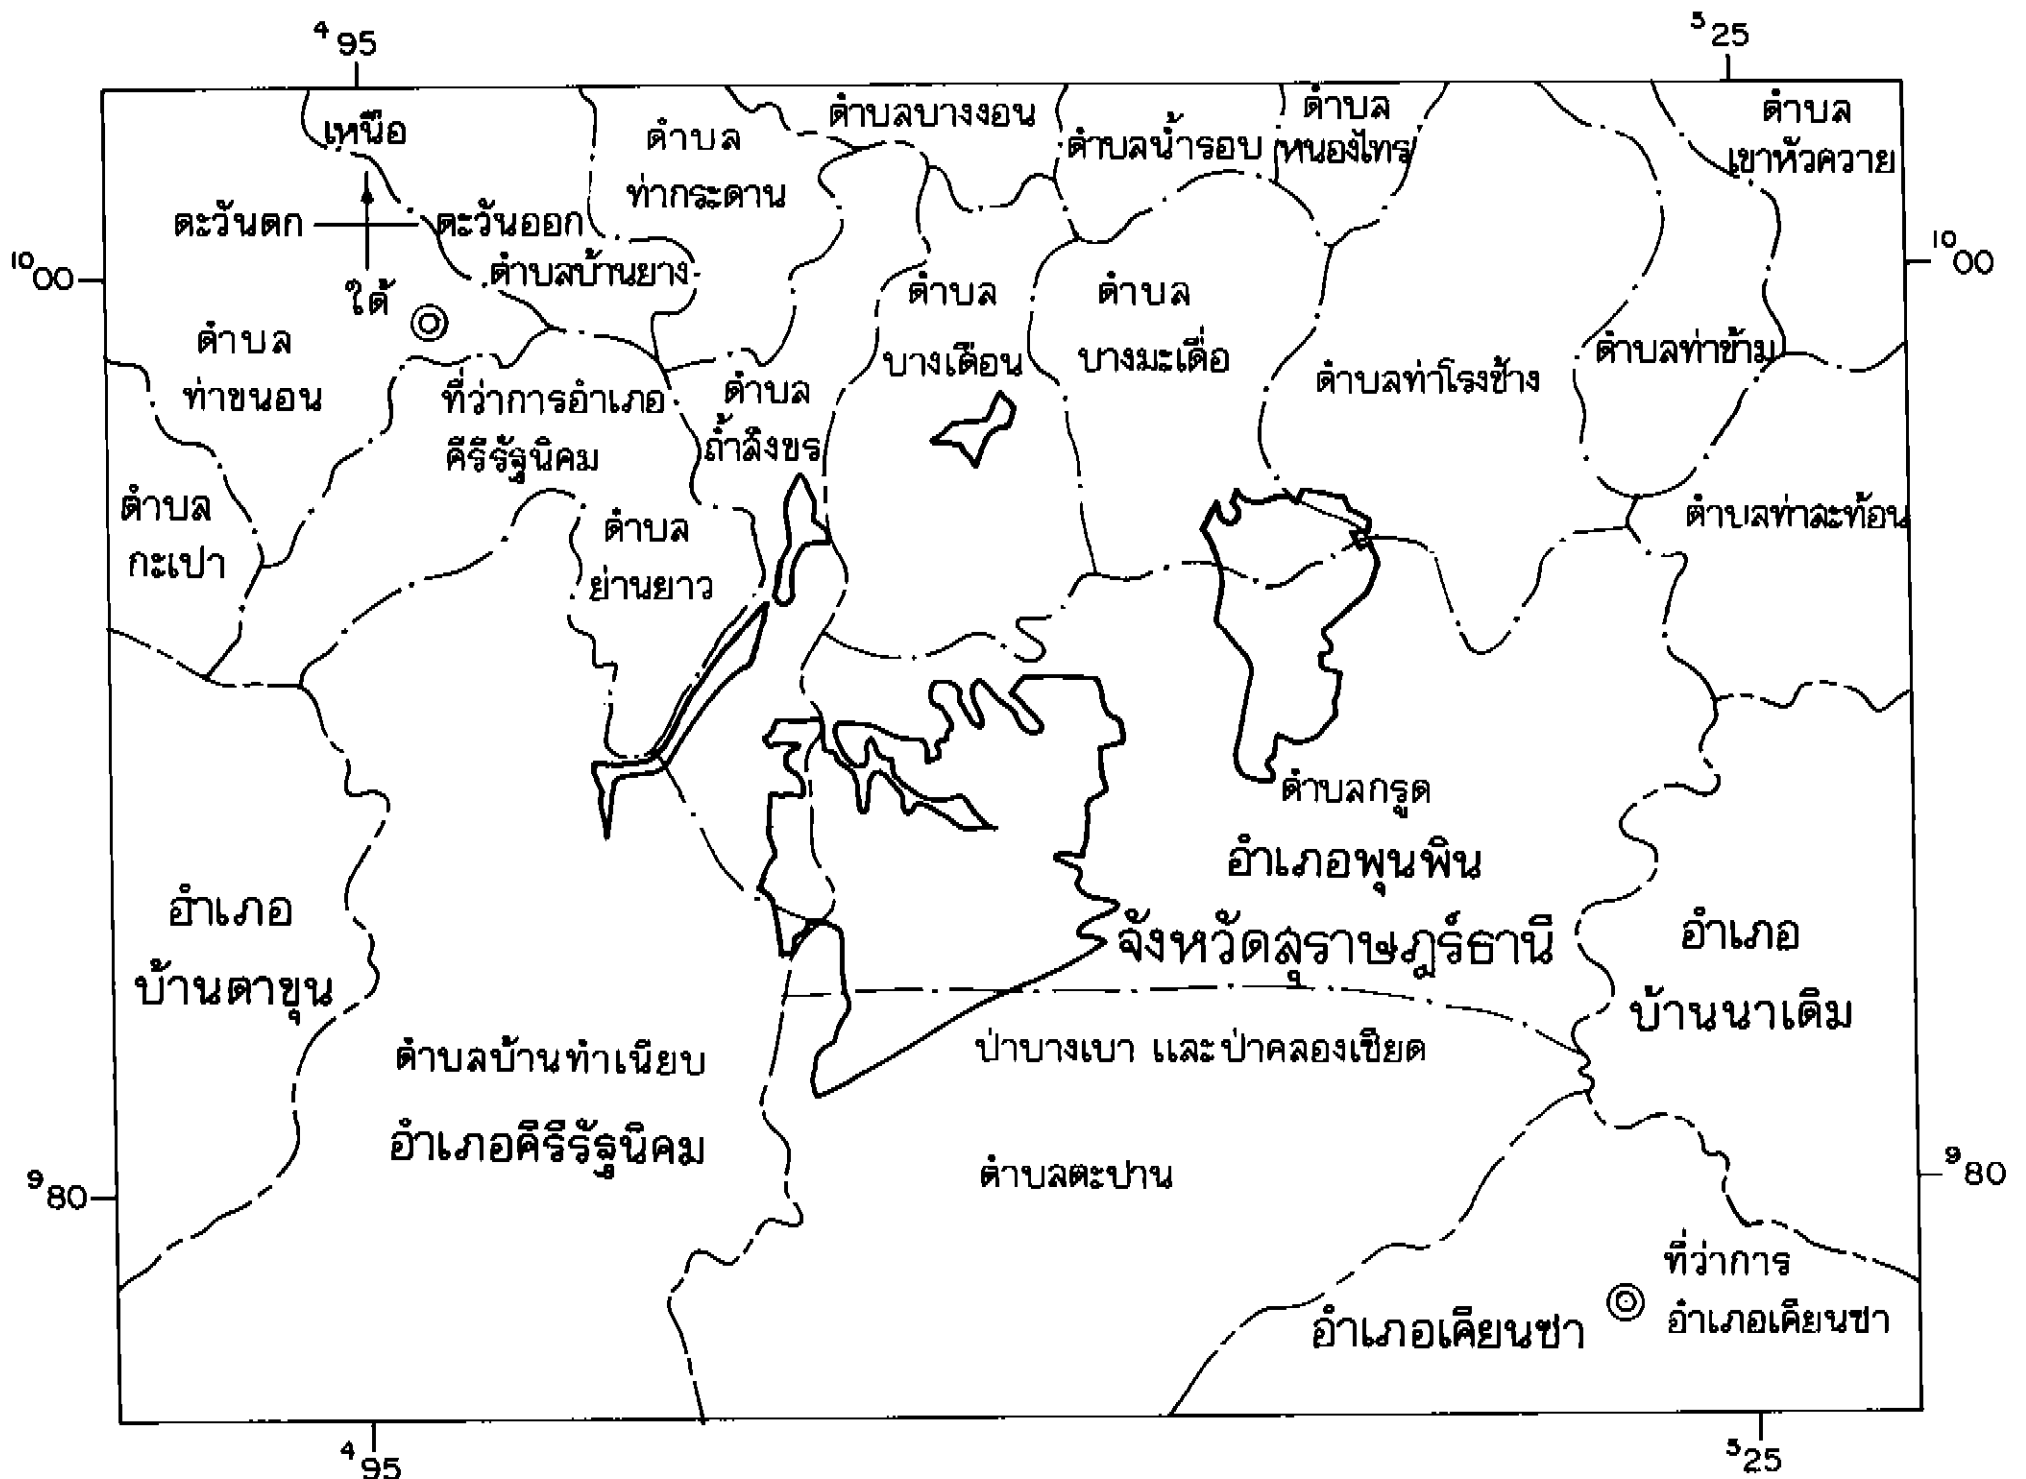 ⁴95
⁵25
เหนือ
ตะวันตก
ตะวันออก
ใต้
ตำบล
ท่ากระดาน
ตำบลบางงอน
ตำบลน้ำรอบ
ตำบล
หนองไทร
ตำบล
เขาหัวควาย
¹⁰00
¹⁰00
ตำบลบ้านยาง
ตำบล
ท่าขนอน
ที่ว่าการอำเภอ
คีรีรัฐนิคม
ตำบล
ถ้ำสิงขร
ตำบล
บางเดือน
ตำบล
บางมะเดื่อ
ตำบลท่าโรงช้าง
ตำบลท่าข้าม
ตำบล
กะเปา
ตำบล
ย่านยาว
ตำบลท่าสะท้อน
ตำบลกรูด
อำเภอพุนพิน
จังหวัดสุราษฎร์ธานี
อำเภอ
บ้านตาขุน
อำเภอ
บ้านนาเดิม
ตำบลบ้านทำเนียบ
อำเภอคีรีรัฐนิคม
ป่าบางเบา และป่าคลองเซียด
ตำบลตะปาน
⁹80
⁹80
ที่ว่าการ
อำเภอเคียนซา
อำเภอเคียนซา
⁴95
⁵25